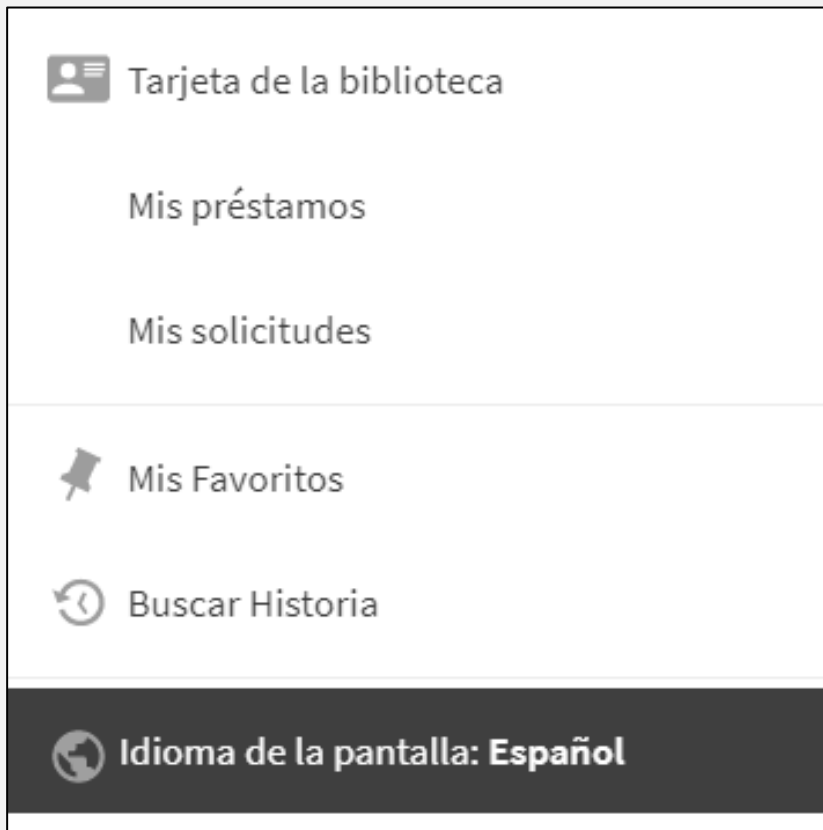 Tarjeta de la biblioteca
Mis préstamos
Mis solicitudes
Mis Favoritos
Buscar Historia
Idioma de la pantalla: Español